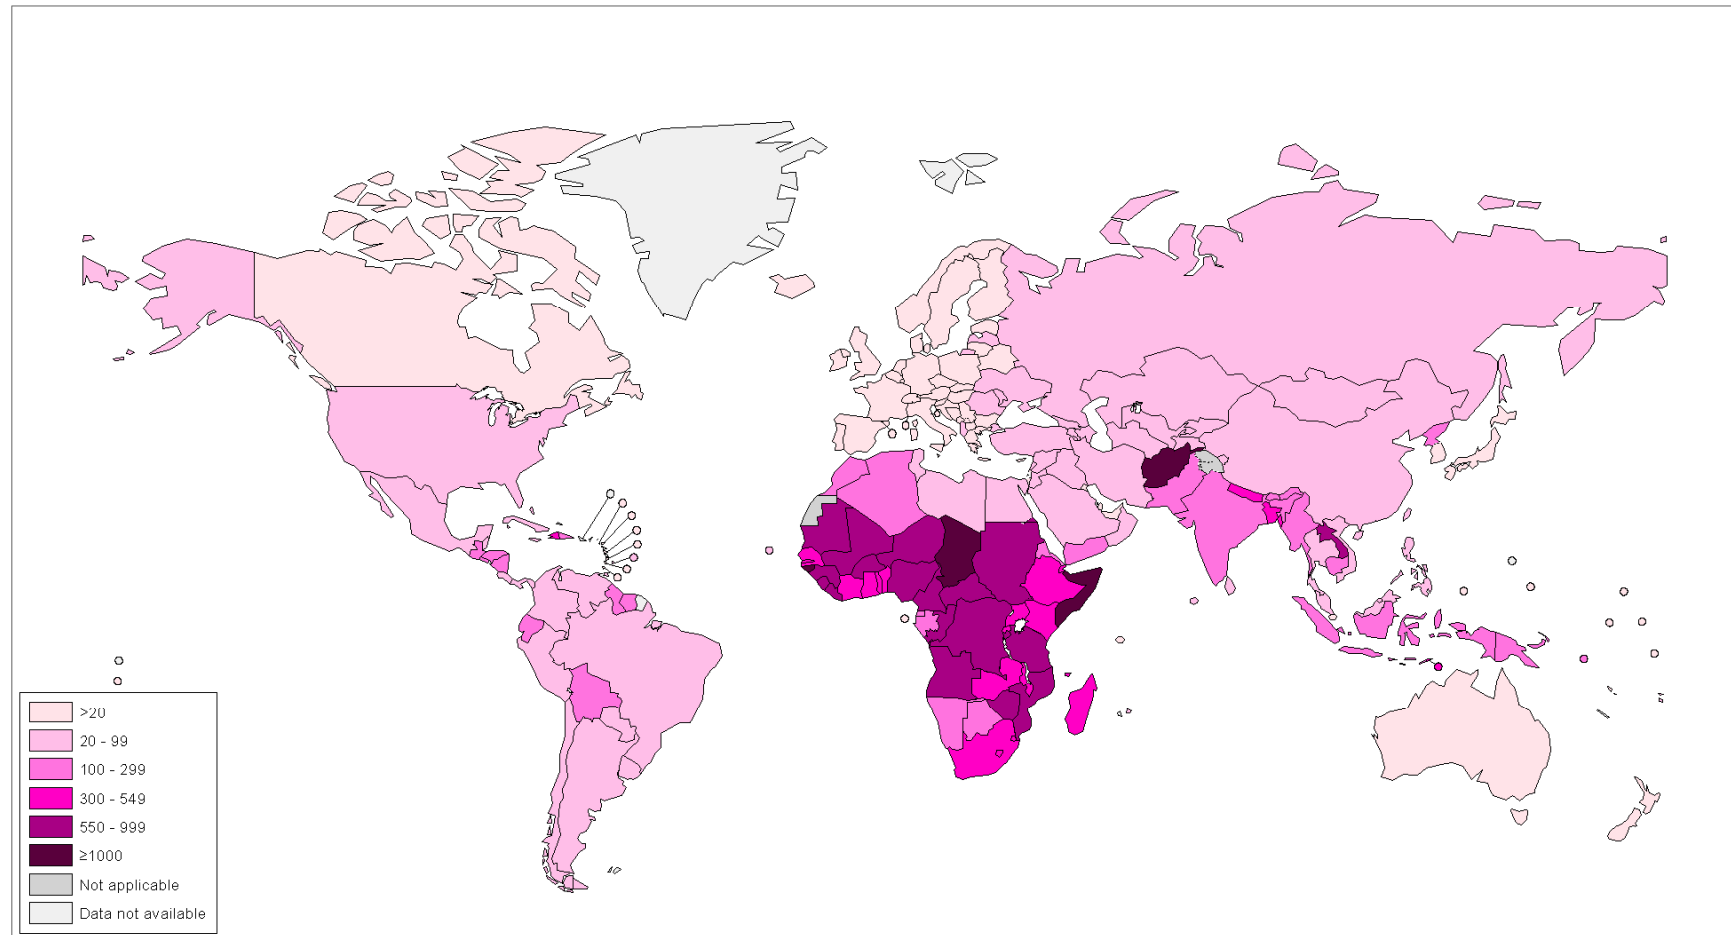 >20
20 - 99
100 - 299
300 - 549
550 - 999
≥1000
Not applicable
Data not available